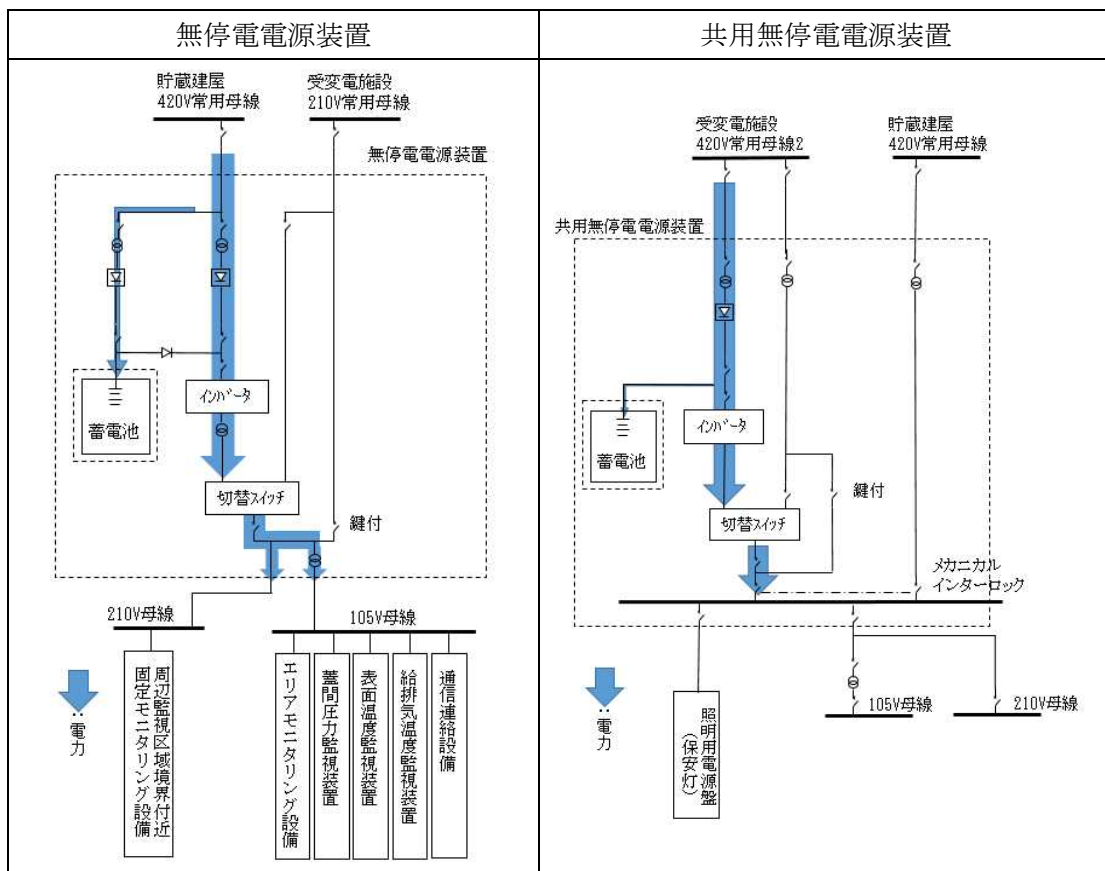 無停電電源装置
共用無停電電源装置
貯蔵建屋
420V常用母線
受変電施設
210V常用母線
無停電電源装置
蓄電池
インバータ
切替スイッチ
鍵付
210V母線
105V母線
周辺監視区域境界付近
固定モニタリング設備
エリアモニタリング設備
蓋間圧力監視装置
表面温度監視装置
給排気温度監視装置
通信連絡設備
:電力
受変電施設
420V常用母線2
貯蔵建屋
420V常用母線
共用無停電電源装置
蓄電池
インバータ
切替スイッチ
鍵付
メカニカル
インターロック
照明用電源盤
(保安灯)
105V母線
210V母線
:電力